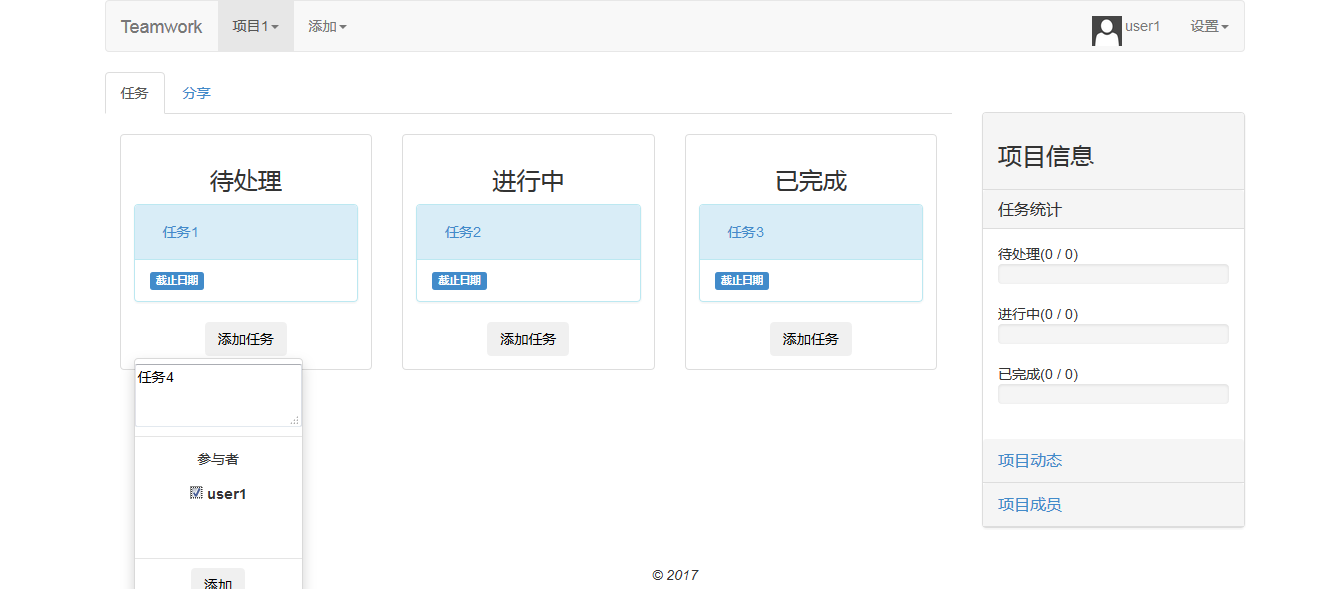 Teamwork 项目1 添加 user1 设置
任务 分享
待处理 进行中 已完成
任务1 任务2 任务3
截止日期 截止日期 截止日期
添加任务 添加任务 添加任务
任务4
参与者
user1
添加
项目信息
任务统计
待处理(0 / 0)
进行中(0 / 0)
已完成(0 / 0)
项目动态
项目成员
© 2017